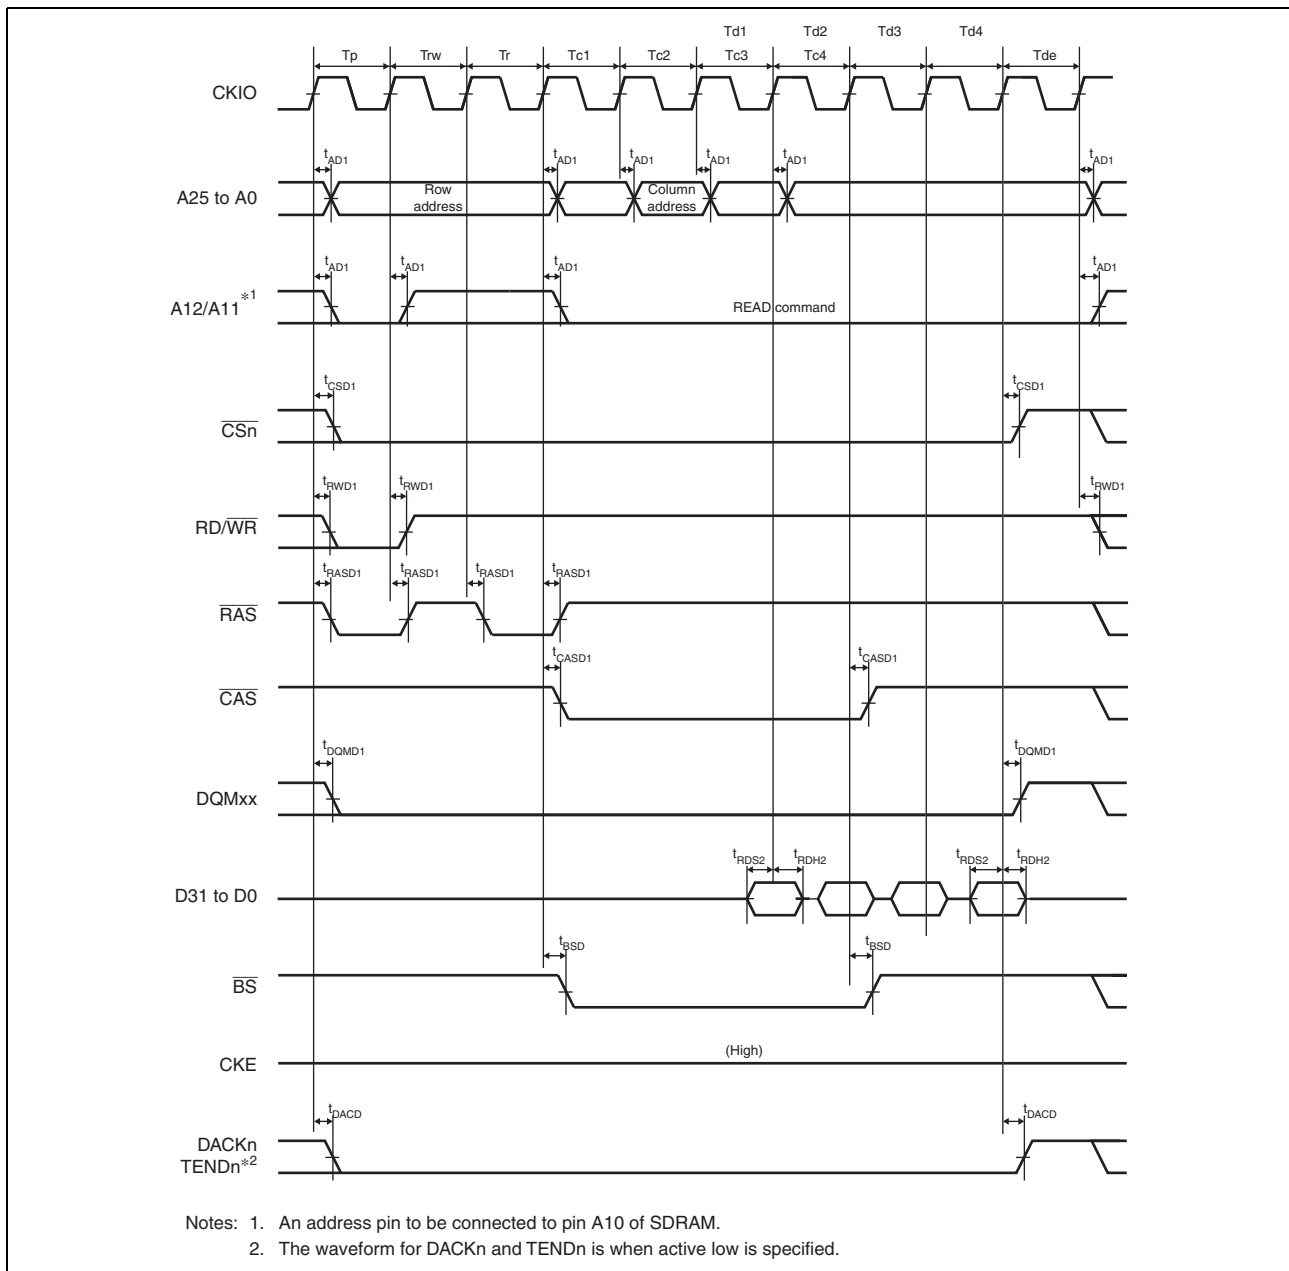 Td1 Td2 Td3 Td4
Tp Trw Tr Tc1 Tc2 Tc3 Tc4 Tde
CKIO
tAD1 tAD1 tAD1 tAD1 tAD1 tAD1
A25 to A0
Row address
Column address
tAD1 tAD1 tAD1 tAD1
A12/A11*1
READ command
tCSD1 tCSD1
CSn
tRWD1 tRWD1 tRWD1
RD/WR
tRASD1 tRASD1 tRASD1 tRASD1
RAS
tCASD1 tCASD1
CAS
tDQMD1 tDQMD1
DQMxx
tRDS2 tRDH2 tRDS2 tRDH2
D31 to D0
tBSD tBSD
BS
(High)
CKE
tDACD tDACD
DACKn
TENDn*2
Notes: 1. An address pin to be connected to pin A10 of SDRAM.
2. The waveform for DACKn and TENDn is when active low is specified.